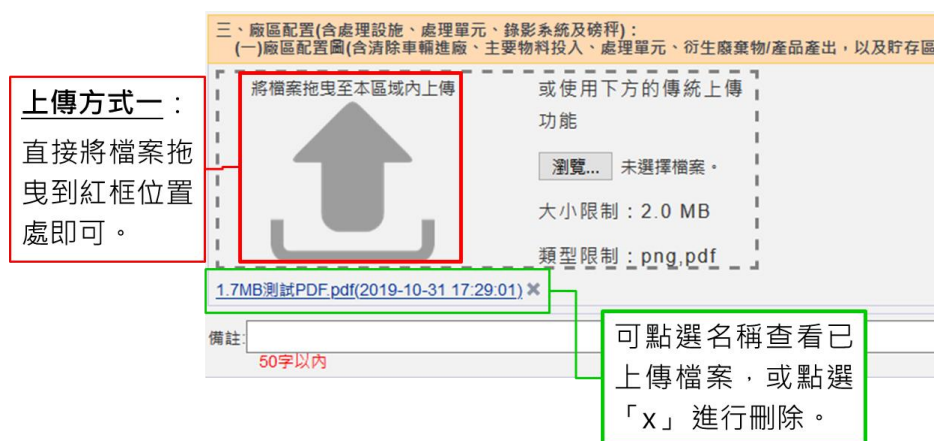 三、廠區配置(含處理設施、處理單元、錄影系統及磅秤)：
(一)廠區配置圖(含清除車輛進廠、主要物料投入、處理單元、衍生廢棄物/產品產出，以及貯存區
上傳方式一：
直接將檔案拖
曳到紅框位置
處即可。
將檔案拖曳至本區域內上傳
或使用下方的傳統上傳
功能
瀏覽... 未選擇檔案。
大小限制：2.0 MB
類型限制：png,pdf
1.7MB測試PDF.pdf(2019-10-31 17:29:01) ✖
備註:
50字以內
可點選名稱查看已
上傳檔案，或點選
「x」進行刪除。